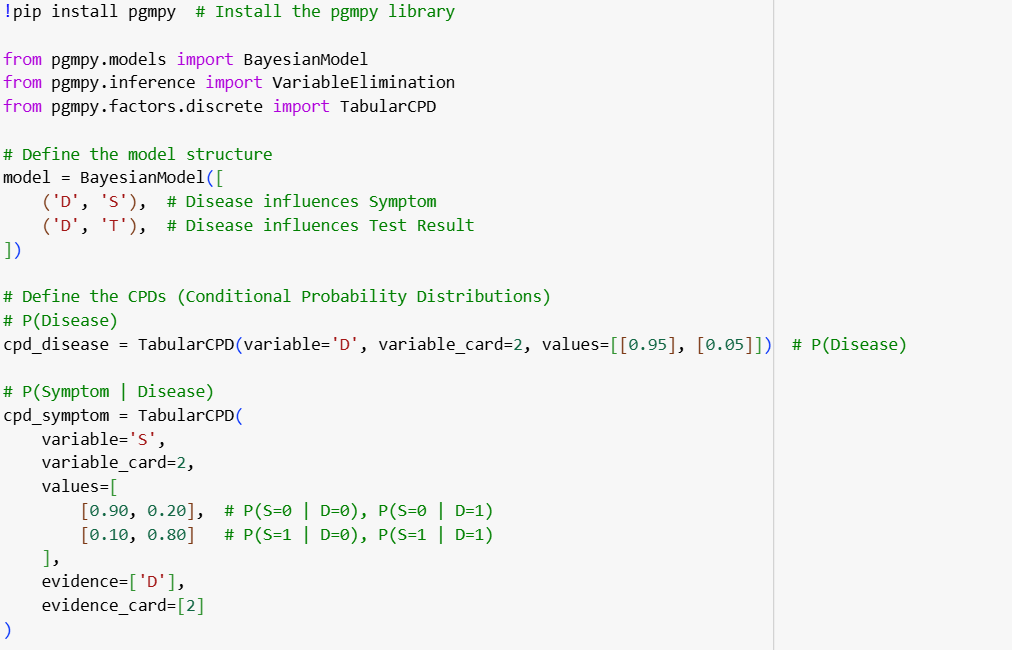 !pip install pgmpy  # Install the pgmpy library

from pgmpy.models import BayesianModel
from pgmpy.inference import VariableElimination
from pgmpy.factors.discrete import TabularCPD

# Define the model structure
model = BayesianModel([
    ('D', 'S'),  # Disease influences Symptom
    ('D', 'T'),  # Disease influences Test Result
])

# Define the CPDs (Conditional Probability Distributions)
# P(Disease)
cpd_disease = TabularCPD(variable='D', variable_card=2, values=[[0.95], [0.05]])  # P(Disease)

# P(Symptom | Disease)
cpd_symptom = TabularCPD(
    variable='S',
    variable_card=2,
    values=[
        [0.90, 0.20],  # P(S=0 | D=0), P(S=0 | D=1)
        [0.10, 0.80]   # P(S=1 | D=0), P(S=1 | D=1)
    ],
    evidence=['D'],
    evidence_card=[2]
)